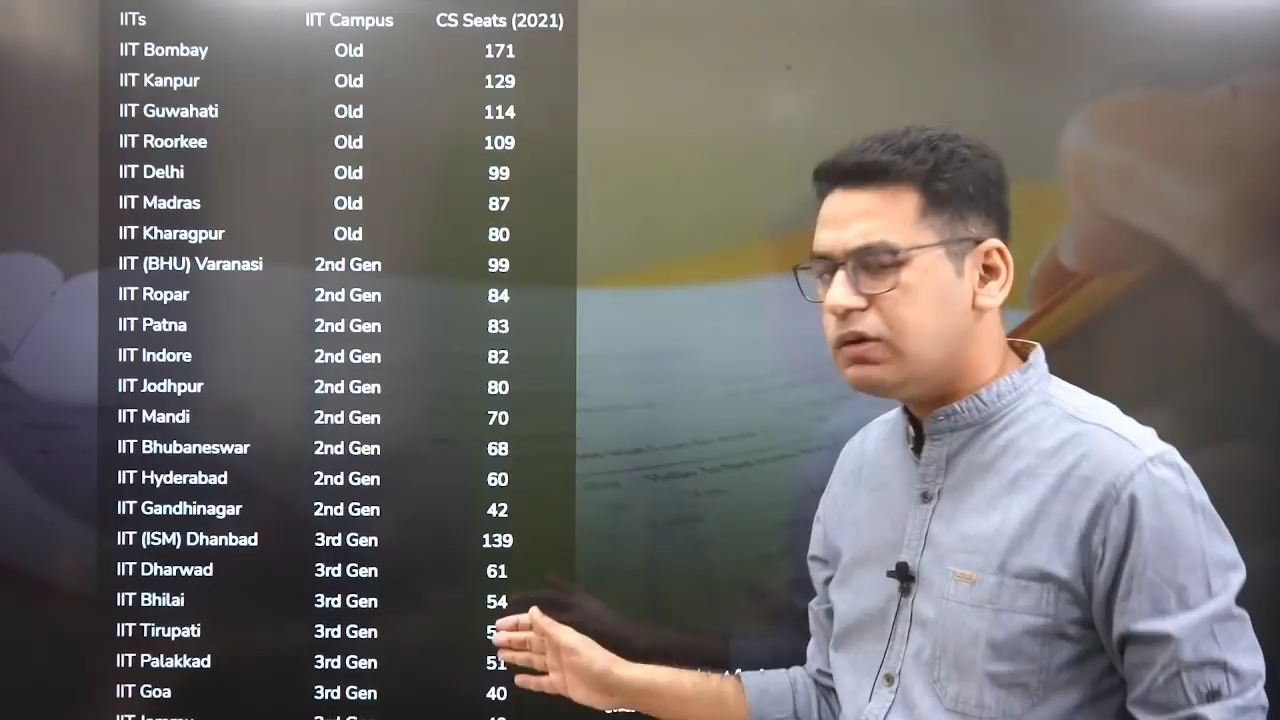 IITs IIT Campus CS Seats (2021)
IIT Bombay Old 171
IIT Kanpur Old 129
IIT Guwahati Old 114
IIT Roorkee Old 109
IIT Delhi Old 99
IIT Madras Old 87
IIT Kharagpur Old 80
IIT (BHU) Varanasi 2nd Gen 99
IIT Ropar 2nd Gen 84
IIT Patna 2nd Gen 83
IIT Indore 2nd Gen 82
IIT Jodhpur 2nd Gen 80
IIT Mandi 2nd Gen 70
IIT Bhubaneswar 2nd Gen 68
IIT Hyderabad 2nd Gen 60
IIT Gandhinagar 2nd Gen 42
IIT (ISM) Dhanbad 3rd Gen 139
IIT Dharwad 3rd Gen 61
IIT Bhilai 3rd Gen 54
IIT Tirupati 3rd Gen
IIT Palakkad 3rd Gen 51
IIT Goa 3rd Gen 40